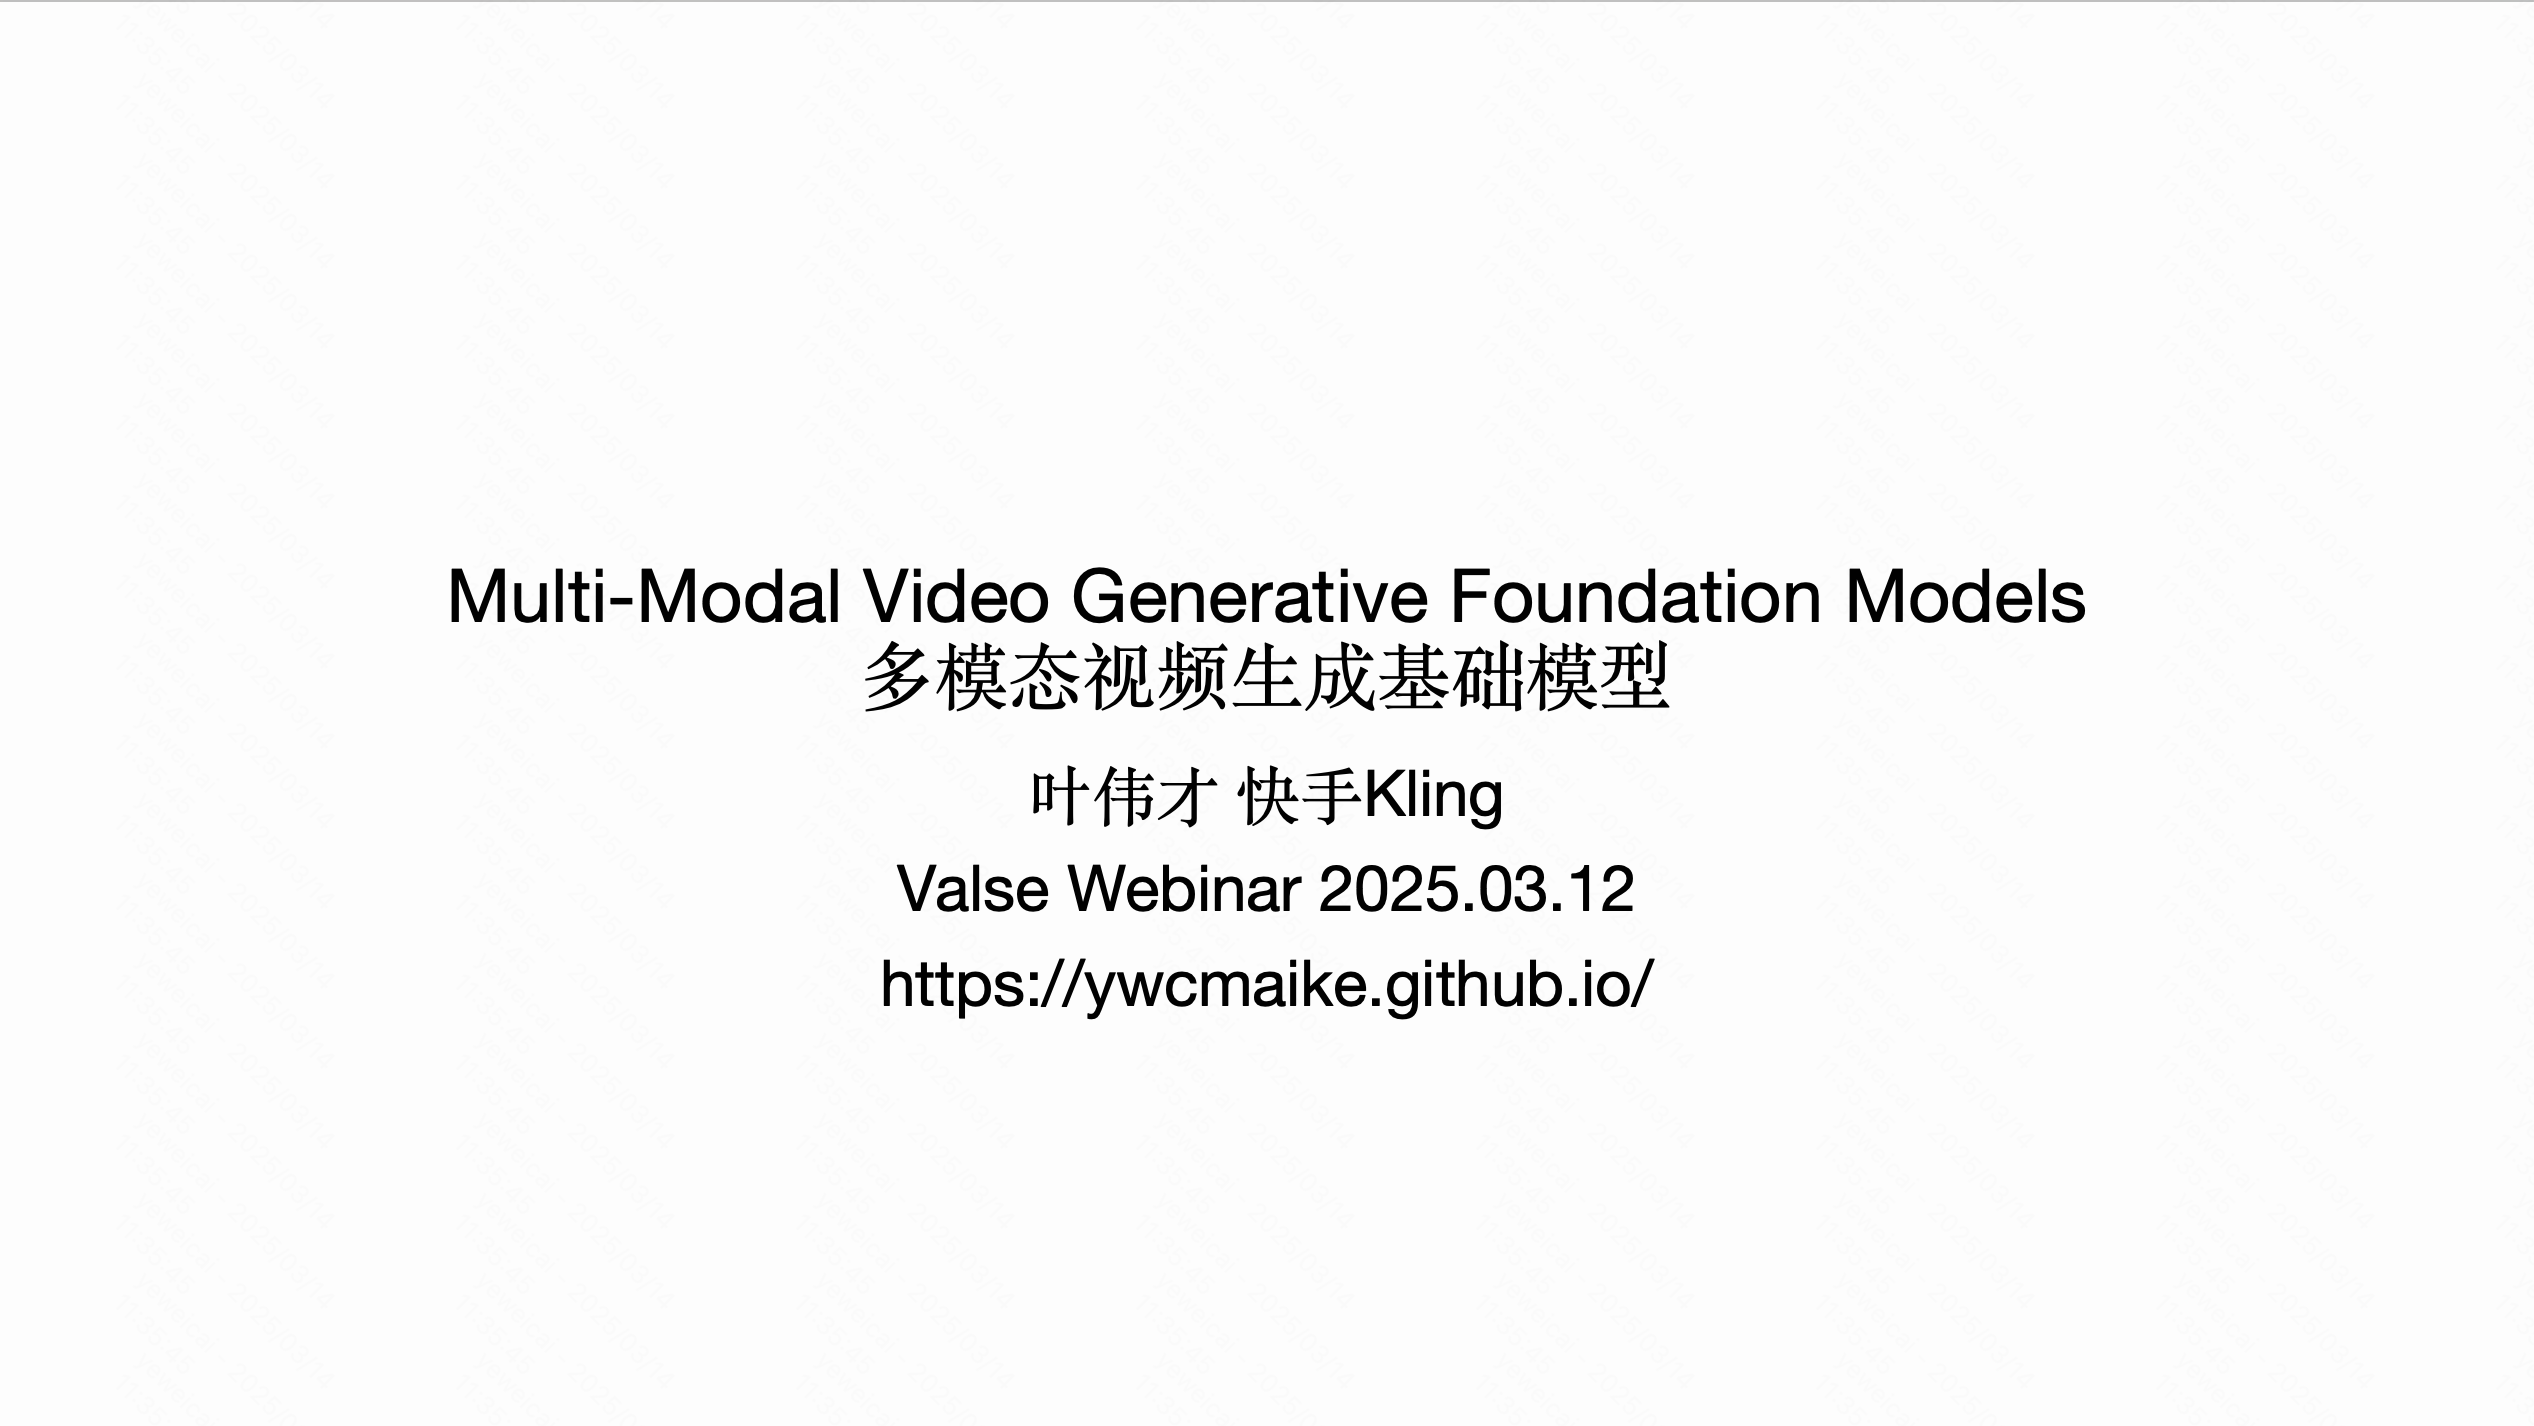 Multi-Modal Video Generative Foundation Models
多模态视频生成基础模型
叶伟才 快手Kling
Valse Webinar 2025.03.12
https://ywcmaike.github.io/